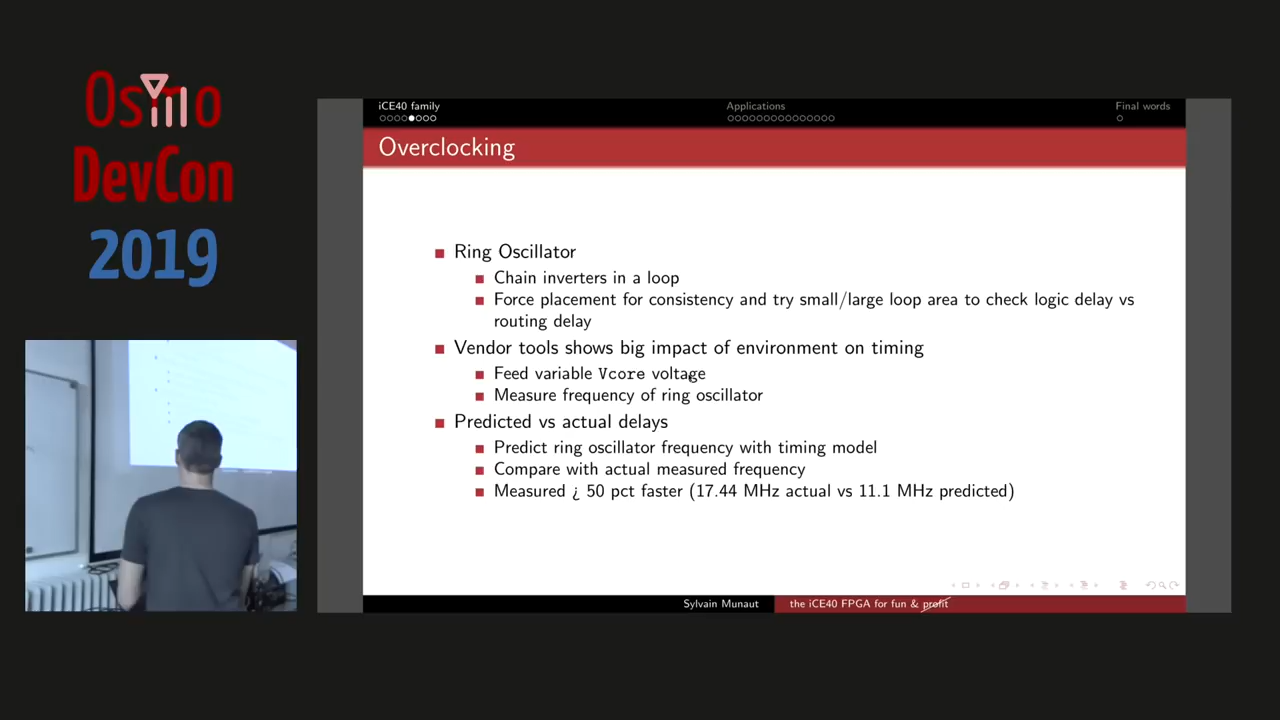 Osmo
DevCon
2019
iCE40 family
Applications
Final words
Overclocking
Ring Oscillator
Chain inverters in a loop
Force placement for consistency and try small/large loop area to check logic delay vs
routing delay
Vendor tools shows big impact of environment on timing
Feed variable Vcore voltage
Measure frequency of ring oscillator
Predicted vs actual delays
Predict ring oscillator frequency with timing model
Compare with actual measured frequency
Measured ¿ 50 pct faster (17.44 MHz actual vs 11.1 MHz predicted)
Sylvain Munaut
the iCE40 FPGA for fun & profit